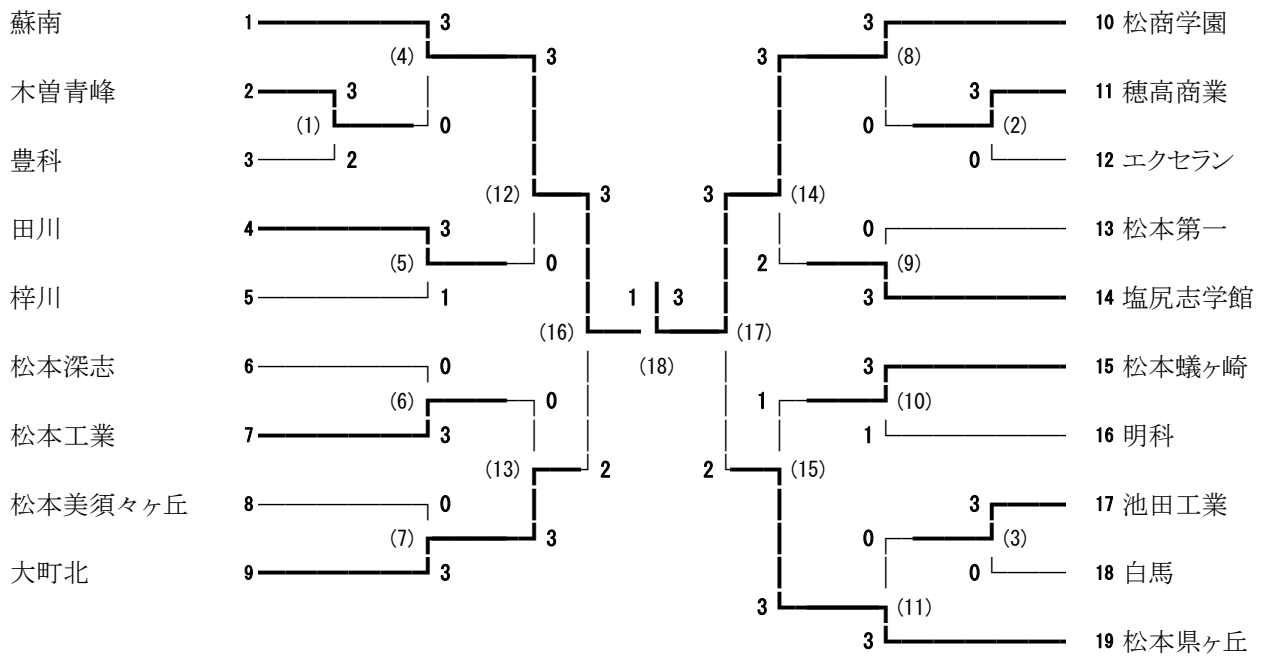 蘇南 1 3 3 10 松商学園
(4) 3 3 (8)
木曽青峰 2 3 3 11 穂高商業
(1) 0 0 (2)
豊科 3 2 0 12 エクセラン
(12) 3 3 (14)
田川 4 3 0 13 松本第一
(5) 0 2 (9)
梓川 5 1 1 3 3 14 塩尻志学館
(16) (17)
松本深志 6 0 (18) 3 15 松本蟻ヶ崎
(6) 0 1 (10)
松本工業 7 3 1 16 明科
(13) 2 2 (15)
松本美須々ヶ丘 8 0 3 17 池田工業
(7) 3 0 (3)
大町北 9 3 0 18 白馬
3 (11)
3 19 松本県ヶ丘